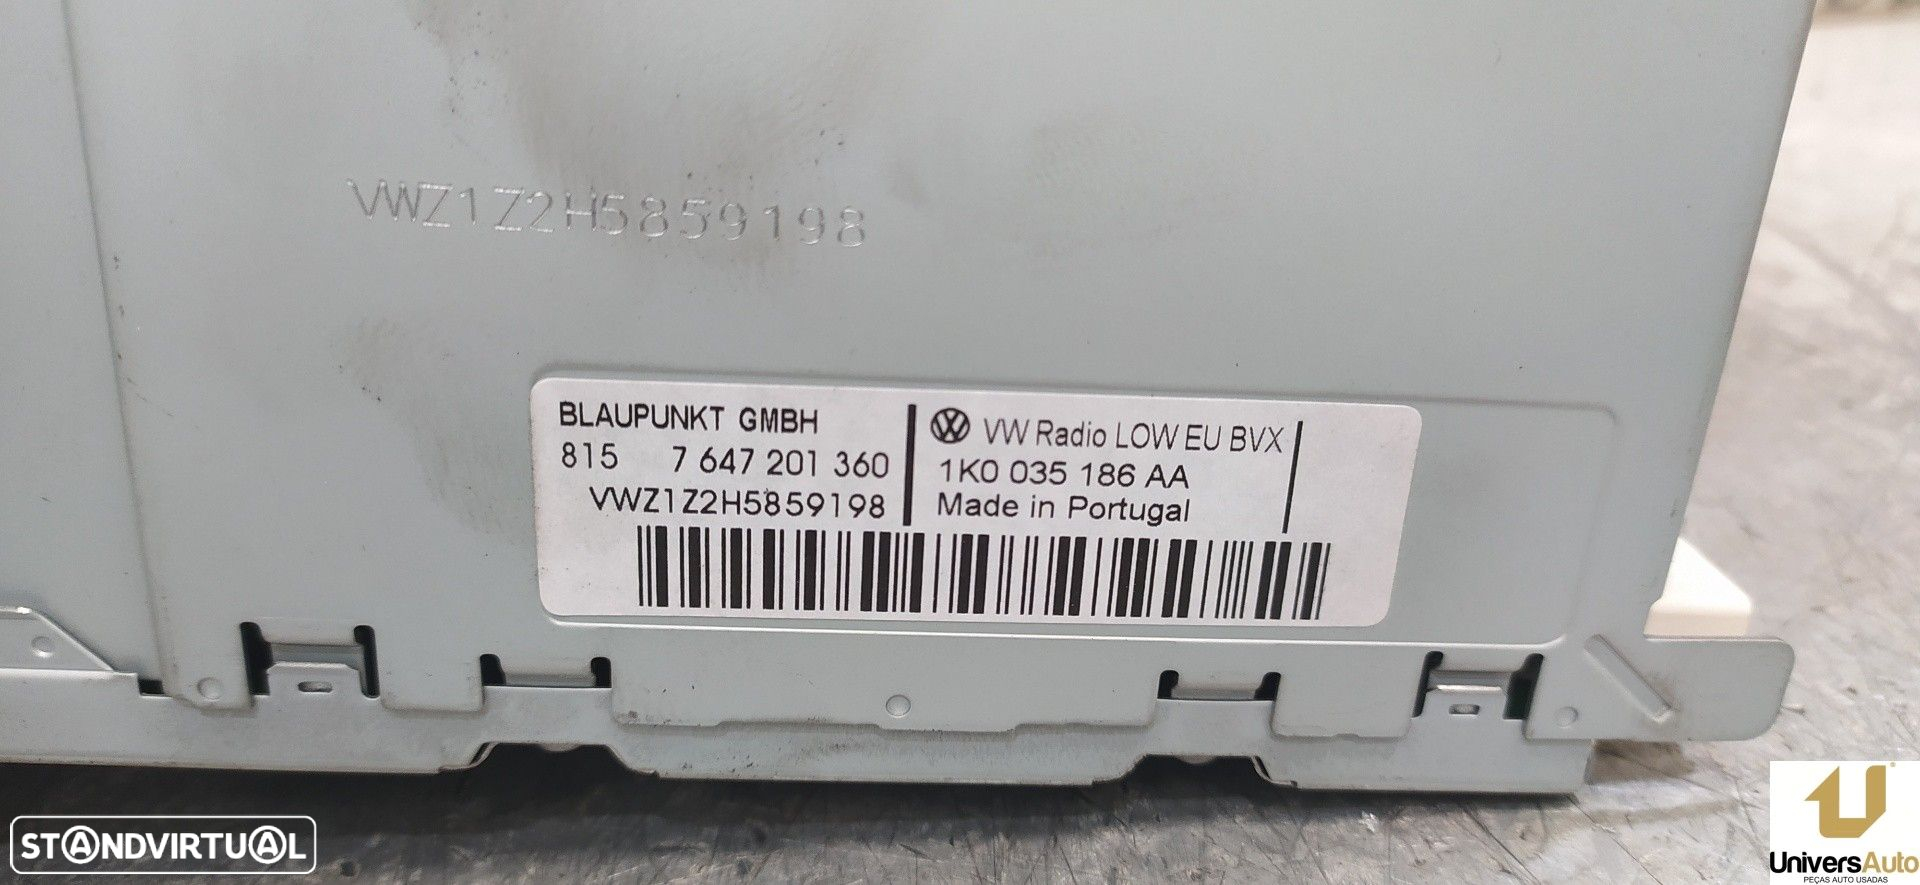 VWZ1Z2H5859198
BLAUPUNKT GMBH
815 7 647 201 360
VWZ1Z2H5859198
VW Radio LOW EU BVX
1K0 035 186 AA
Made in Portugal
STANDVIRTUAL
UniversAuto
PEÇAS AUTO USADAS